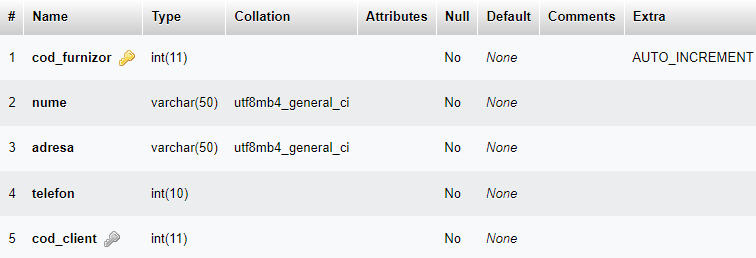 # Name Type Collation Attributes Null Default Comments Extra
1 cod_furnizor int(11) No None AUTO_INCREMENT
2 nume varchar(50) utf8mb4_general_ci No None
3 adresa varchar(50) utf8mb4_general_ci No None
4 telefon int(10) No None
5 cod_client int(11) No None